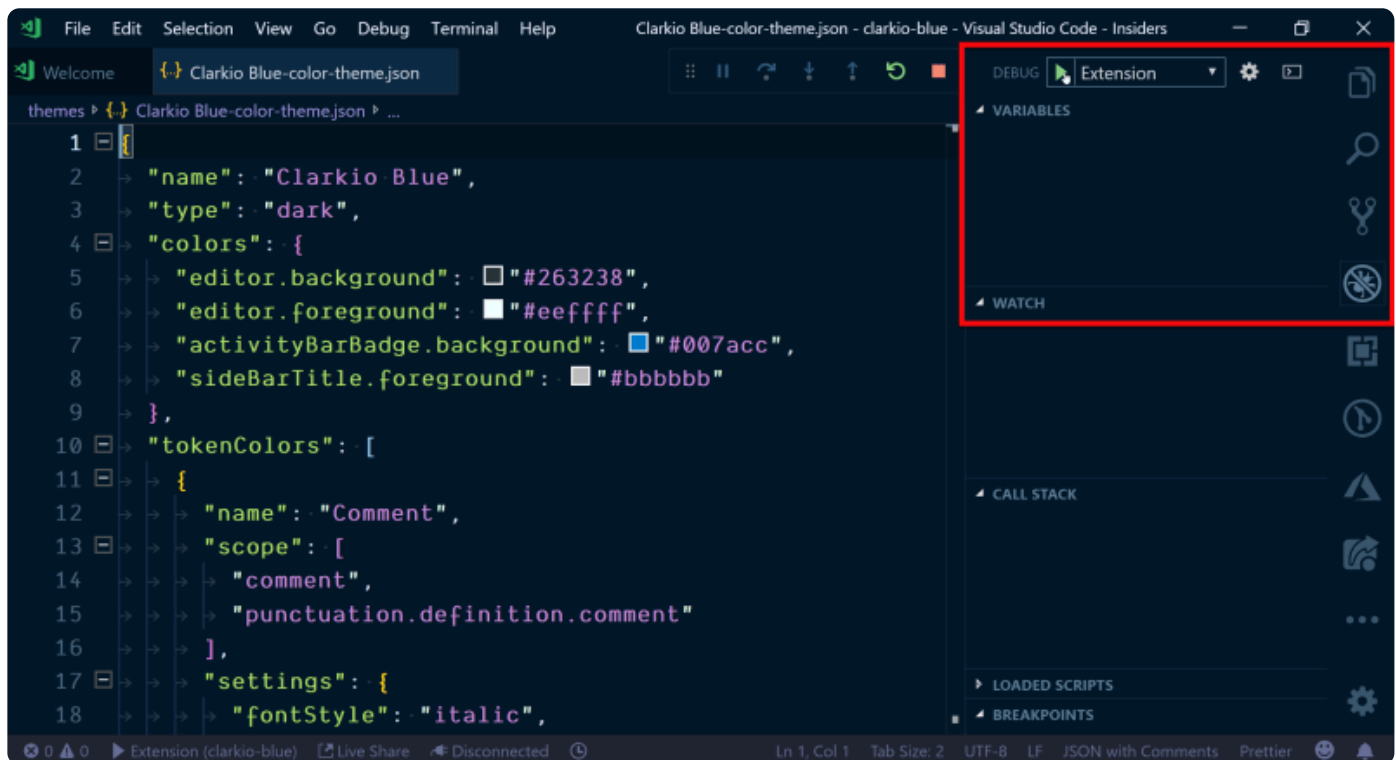 File Edit Selection View Go Debug Terminal Help Clarkio Blue-color-theme.json - clarkio-blue - Visual Studio Code - Insiders
Welcome {..} Clarkio Blue-color-theme.json
DEBUG Extension
themes {..} Clarkio Blue-color-theme.json ...
VARIABLES
1 {
2 "name": "Clarkio Blue",
3 "type": "dark",
4 "colors": {
5 "editor.background": "#263238",
6 "editor.foreground": "#eeffff",
7 "activityBarBadge.background": "#007acc",
8 "sideBarTitle.foreground": "#bbbbbb"
9 },
10 "tokenColors": [
11 {
12 "name": "Comment",
13 "scope": [
14 "comment",
15 "punctuation.definition.comment"
16 ],
17 "settings": {
18 "fontStyle": "italic",
WATCH
CALL STACK
LOADED SCRIPTS
BREAKPOINTS
0 0 Extension (clarkio-blue) Live Share Disconnected Ln 1, Col 1 Tab Size: 2 UTF-8 LF JSON with Comments Prettier